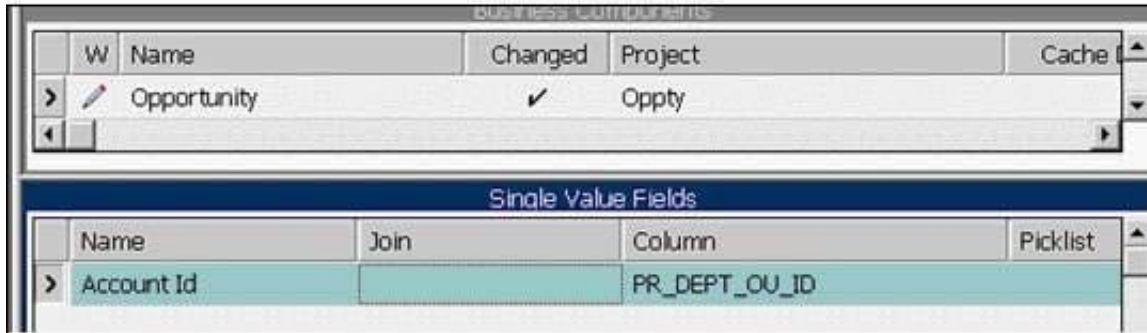 Business Components
W Name Changed Project Cache
Opportunity ✓ Oppty
Single Value Fields
Name Join Column Picklist
Account Id PR_DEPT_OU_ID